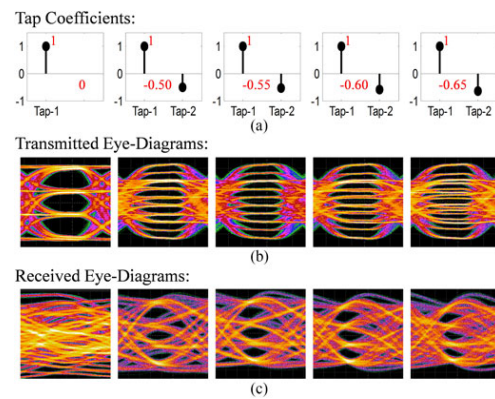 Tap Coefficients:
1 1 1 1 1 1
0 0 -0.50 -0.55 -0.60 -0.65
-1
Tap-1 Tap-1 Tap-2 Tap-1 Tap-2 Tap-1 Tap-2 Tap-1 Tap-2
(a)
Transmitted Eye-Diagrams:
(b)
Received Eye-Diagrams:
(c)